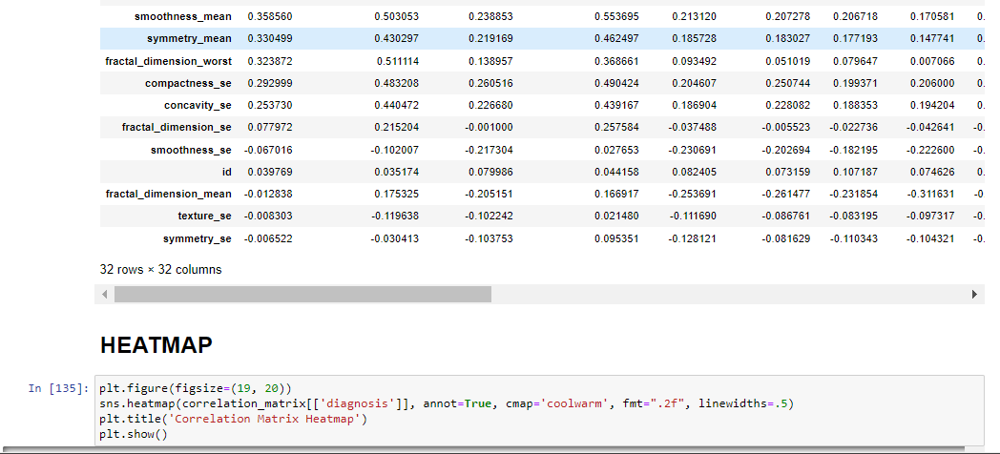 smoothness_mean 0.358560 0.503053 0.238853 0.553695 0.213120 0.207278 0.206718 0.170581 0.
symmetry_mean 0.330499 0.430297 0.219169 0.462497 0.185728 0.183027 0.177193 0.147741 0.
fractal_dimension_worst 0.323872 0.511114 0.138957 0.368661 0.093492 0.051019 0.079647 0.007066 0.
compactness_se 0.292999 0.483208 0.260516 0.490424 0.204607 0.250744 0.199371 0.206000 0.
concavity_se 0.253730 0.440472 0.226680 0.439167 0.186904 0.228082 0.188353 0.194204 0.
fractal_dimension_se 0.077972 0.215204 -0.001000 0.257584 -0.037488 -0.005523 -0.022736 -0.042641 -0.
smoothness_se -0.067016 -0.102007 -0.217304 0.027653 -0.230691 -0.202694 -0.182195 -0.222600 -0.
id 0.039769 0.035174 0.079986 0.044158 0.082405 0.073159 0.107187 0.074626 0.
fractal_dimension_mean -0.012838 0.175325 -0.205151 0.166917 -0.253691 -0.261477 -0.231854 -0.311631 -0
texture_se -0.008303 -0.119638 -0.102242 0.021480 -0.111690 -0.086761 -0.083195 -0.097317 -0.
symmetry_se -0.006522 -0.030413 -0.103753 0.095351 -0.128121 -0.081629 -0.110343 -0.104321 -0.
32 rows × 32 columns
HEATMAP
In [135]: plt.figure(figsize=(19, 20))
sns.heatmap(correlation_matrix[['diagnosis']], annot=True, cmap='coolwarm', fmt=".2f", linewidths=.5)
plt.title('Correlation Matrix Heatmap')
plt.show()